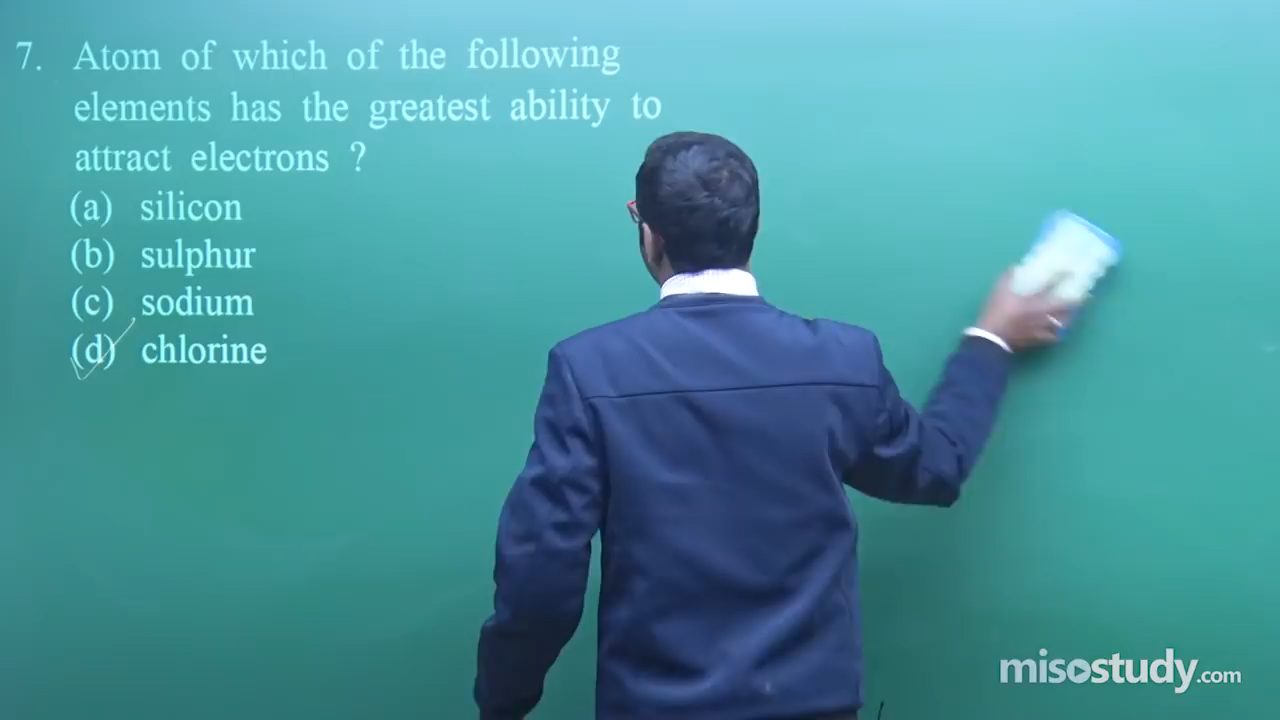 7. Atom of which of the following
elements has the greatest ability to
attract electrons ?
(a) silicon
(b) sulphur
(c) sodium
(d) chlorine
misostudy.com